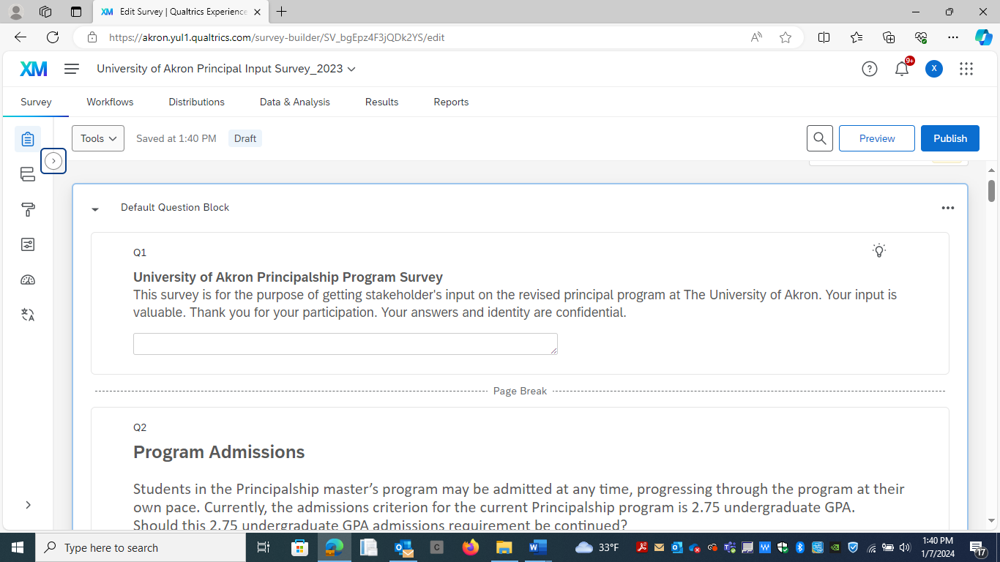 Edit Survey | Qualtrics Experience
https://akron.yul1.qualtrics.com/survey-builder/SV_bgEpz4F3jQDk2YS/edit
XM
University of Akron Principal Input Survey_2023
?
9+
X
Survey
Workflows
Distributions
Data & Analysis
Results
Reports
Tools
Saved at 1:40 PM
Draft
Preview
Publish
Default Question Block
Q1
University of Akron Principalship Program Survey
This survey is for the purpose of getting stakeholder's input on the revised principal program at The University of Akron. Your input is
valuable. Thank you for your participation. Your answers and identity are confidential.
Page Break
Q2
Program Admissions
Students in the Principalship master’s program may be admitted at any time, progressing through the program at their
own pace. Currently, the admissions criterion for the current Principalship program is 2.75 undergraduate GPA.
Should this 2.75 undergraduate GPA admissions requirement be continued?
Type here to search
33°F
1:40 PM
1/7/2024
17